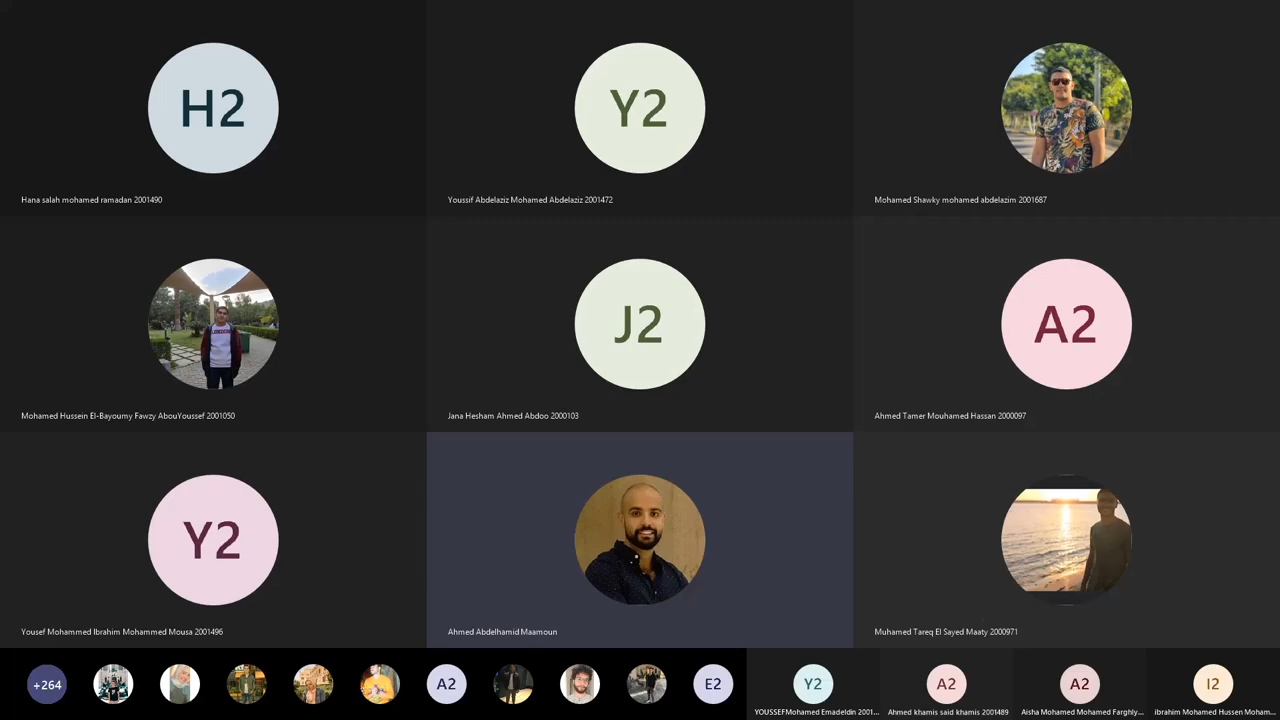 H2
Y2
Hana salah mohamed ramadan 2001490
Youssif Abdelaziz Mohamed Abdelaziz 2001472
Mohamed Shawky mohamed abdelazim 2001687
J2
A2
Mohamed Hussein El-Bayoumy Fawzy AbouYoussef 2001050
Jana Hesham Ahmed Abdoo 2000103
Ahmed Tamer Mouhamed Hassan 2000097
Y2
Yousef Mohammed Ibrahim Mohammed Mousa 2001496
Ahmed Abdelhamid Maamoun
Muhamed Tareq El Sayed Maaty 2000971
+264
A2
E2
Y2
A2
A2
I2
YOUSSEFMohamed Emadeldin 2001...
Ahmed khamis said khamis 2001489
Aisha Mohamed Mohamed Farghly...
ibrahim Mohamed Hussen Moham...